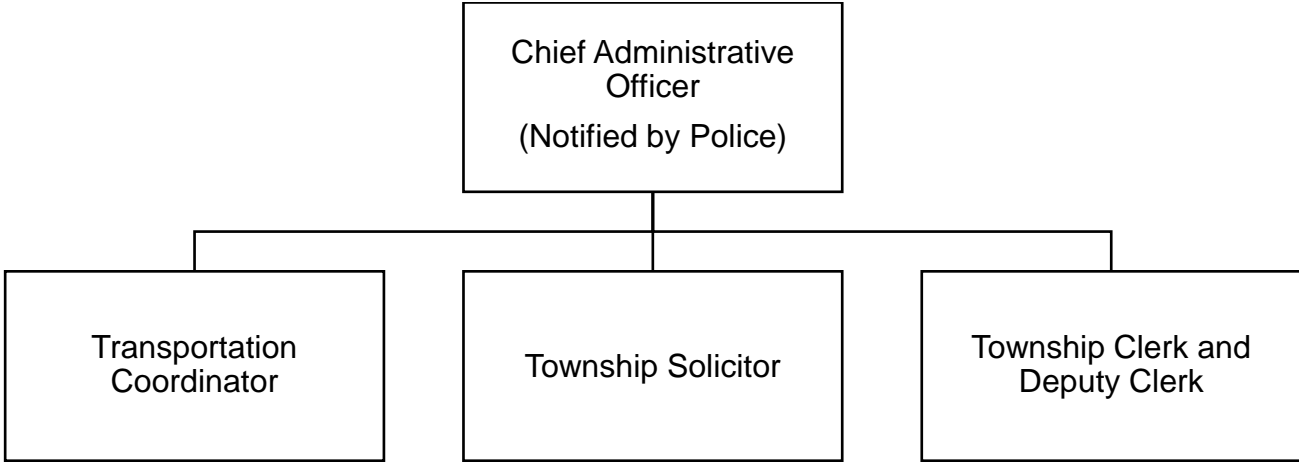 Chief Administrative
Officer
(Notified by Police)
Transportation
Coordinator
Township Solicitor
Township Clerk and
Deputy Clerk